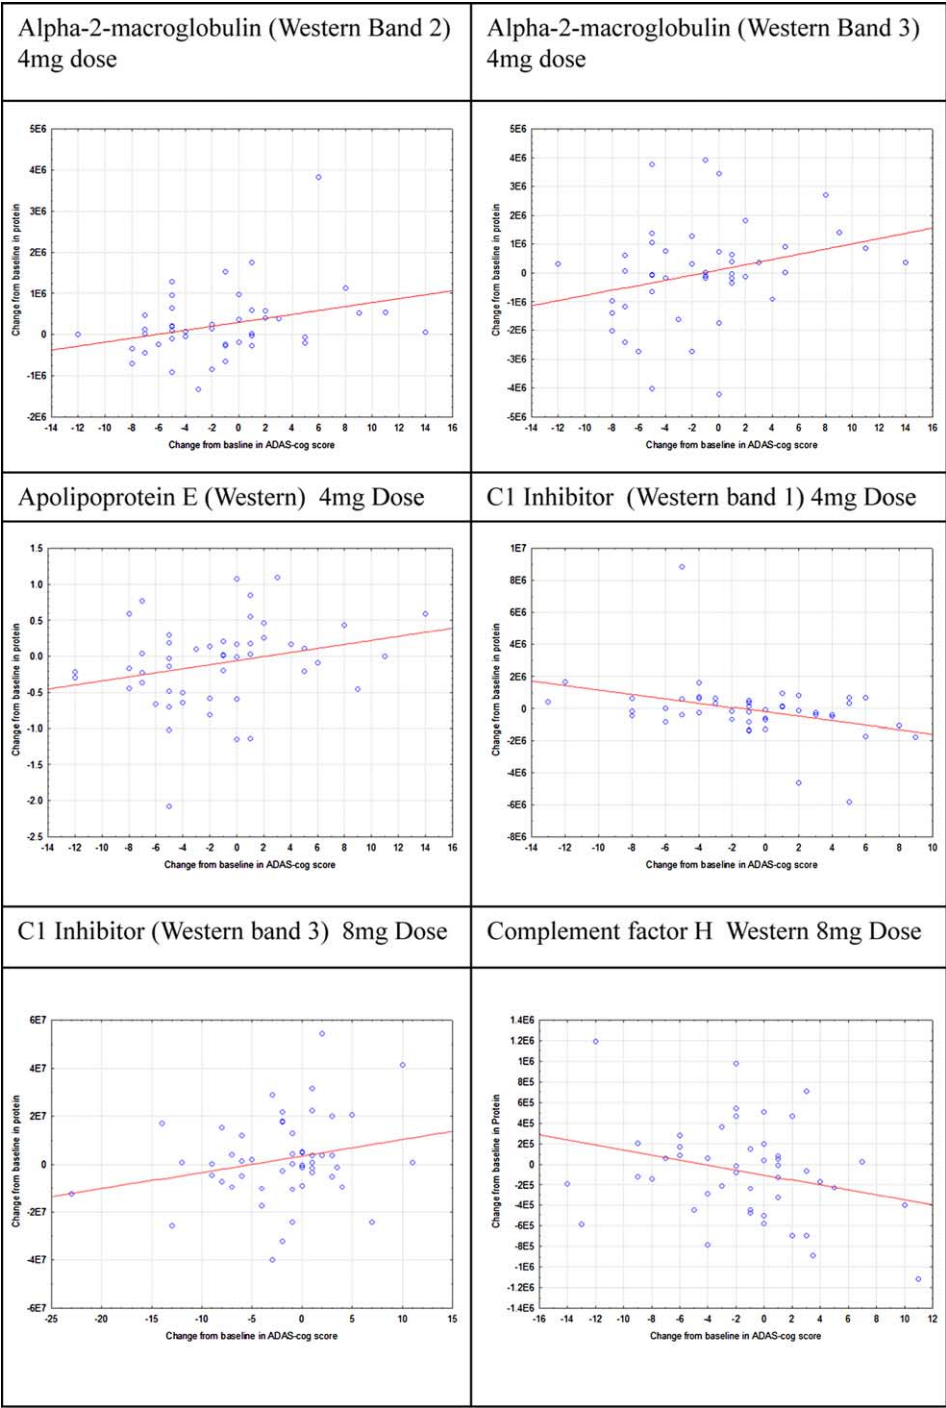 Alpha-2-macroglobulin (Western Band 2)
4mg dose
Alpha-2-macroglobulin (Western Band 3)
4mg dose
Change from baseline in protein
5E6
4E6
3E6
2E6
1E6
0
-1E6
-2E6
-14 -12 -10 -8 -6 -4 -2 0 2 4 6 8 10 12 14 16
Change from basline in ADAS-cog score
Change from baseline in protein
5E6
4E6
3E6
2E6
1E6
0
-1E6
-2E6
-3E6
-4E6
-5E6
-14 -12 -10 -8 -6 -4 -2 0 2 4 6 8 10 12 14 16
Change from baseline in ADAS-cog score
Apolipoprotein E (Western) 4mg Dose
C1 Inhibitor (Western band 1) 4mg Dose
Change from baseline in protein
1.5
1.0
0.5
0.0
-0.5
-1.0
-1.5
-2.0
-2.5
-14 -12 -10 -8 -6 -4 -2 0 2 4 6 8 10 12 14 16
Change from baseline in ADAS-cog score
Change from baseline in protein
1E7
8E6
6E6
4E6
2E6
0
-2E6
-4E6
-6E6
-8E6
-14 -12 -10 -8 -6 -4 -2 0 2 4 6 8 10
Change from baseline in ADAS-cog score
C1 Inhibitor (Western band 3) 8mg Dose
Complement factor H Western 8mg Dose
Change from baseline in protein
6E7
4E7
2E7
0
-2E7
-4E7
-6E7
-25 -20 -15 -10 -5 0 5 10 15
Change from baseline in ADAS-cog score
Change from baseline in Protein
1.4E6
1.2E6
1E6
8E5
6E5
4E5
2E5
0
-2E5
-4E5
-6E5
-8E5
-1E6
-1.2E6
-1.4E6
-16 -14 -12 -10 -8 -6 -4 -2 0 2 4 6 8 10 12
Change from baseline in ADAS-cog score